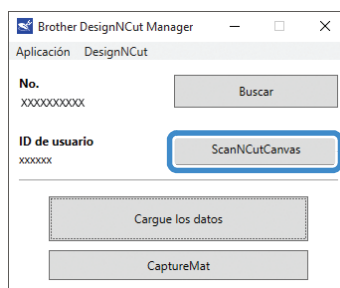 Brother DesignNCut Manager
Aplicación DesignNCut
No.
XXXXXXXXXX
Buscar
ID de usuario
xxxxxx
ScanNCutCanvas
Cargue los datos
CaptureMat